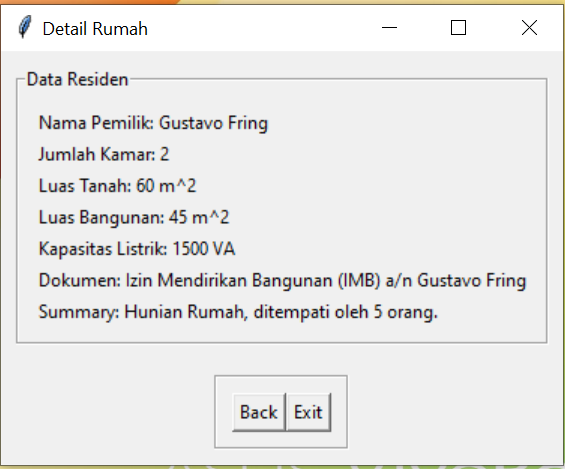 Detail Rumah
Data Residen
Nama Pemilik: Gustavo Fring
Jumlah Kamar: 2
Luas Tanah: 60 m^2
Luas Bangunan: 45 m^2
Kapasitas Listrik: 1500 VA
Dokumen: Izin Mendirikan Bangunan (IMB) a/n Gustavo Fring
Summary: Hunian Rumah, ditempati oleh 5 orang.
Back Exit